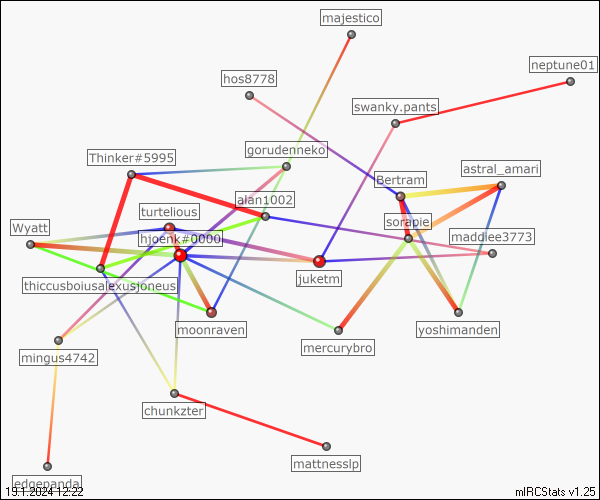 majestico
neptune01
hos8778
swanky.pants
gorudenneko
Thinker#5995
astral_amari
Bertram
alan1002
turtelious
sorapie
Wyatt
hjoenk#0000
maddlee3773
juketm
thiccusboiusalexusjoneus
moonraven
yoshimanden
mercurybro
mingus4742
chunkzter
mattnesslp
edgepanda
19.1.2024 12:22
mIRCStats v1.25